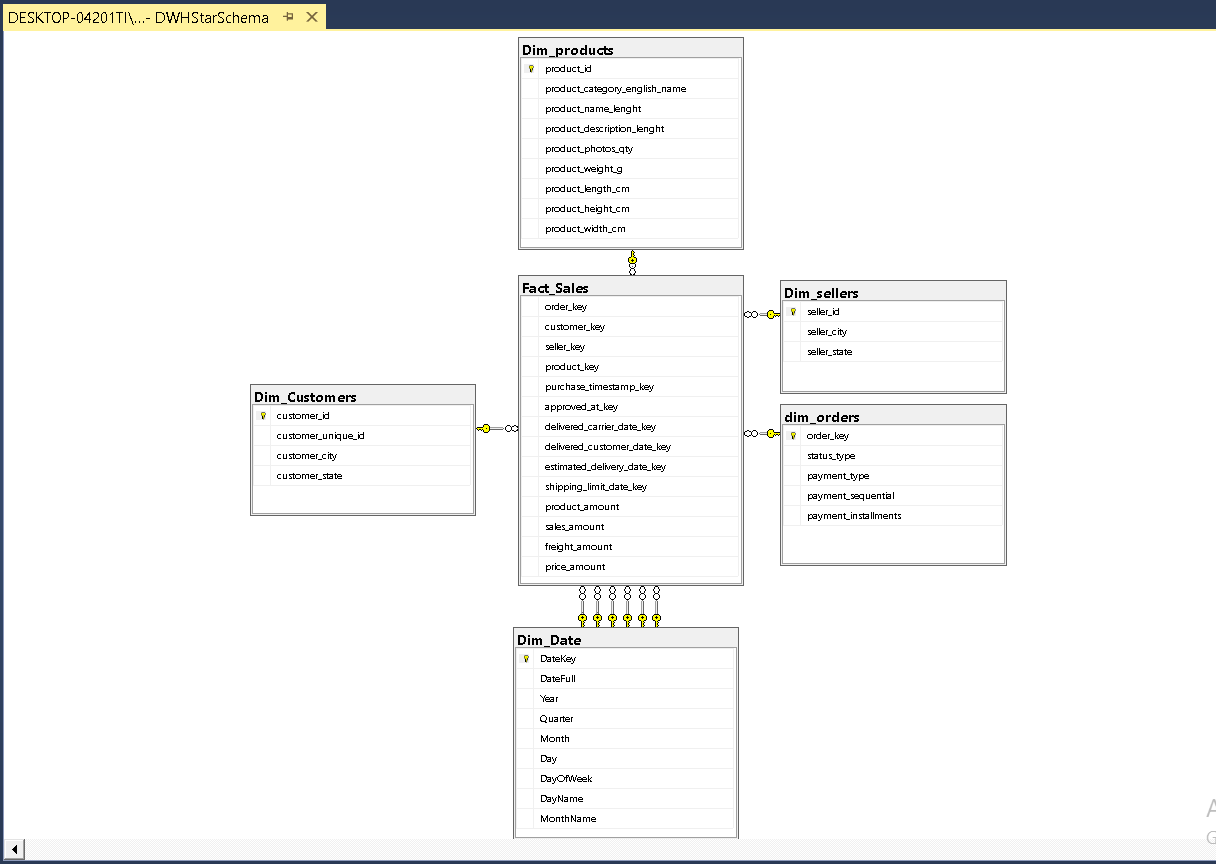 DESKTOP-04201TI\...- DWHStarSchema
Dim_products
product_id
product_category_english_name
product_name_lenght
product_description_lenght
product_photos_qty
product_weight_g
product_length_cm
product_height_cm
product_width_cm
Fact_Sales
order_key
customer_key
seller_key
product_key
purchase_timestamp_key
approved_at_key
delivered_carrier_date_key
delivered_customer_date_key
estimated_delivery_date_key
shipping_limit_date_key
product_amount
sales_amount
freight_amount
price_amount
Dim_sellers
seller_id
seller_city
seller_state
Dim_Customers
customer_id
customer_unique_id
customer_city
customer_state
dim_orders
order_key
status_type
payment_type
payment_sequential
payment_installments
Dim_Date
DateKey
DateFull
Year
Quarter
Month
Day
DayOfWeek
DayName
MonthName
A
G